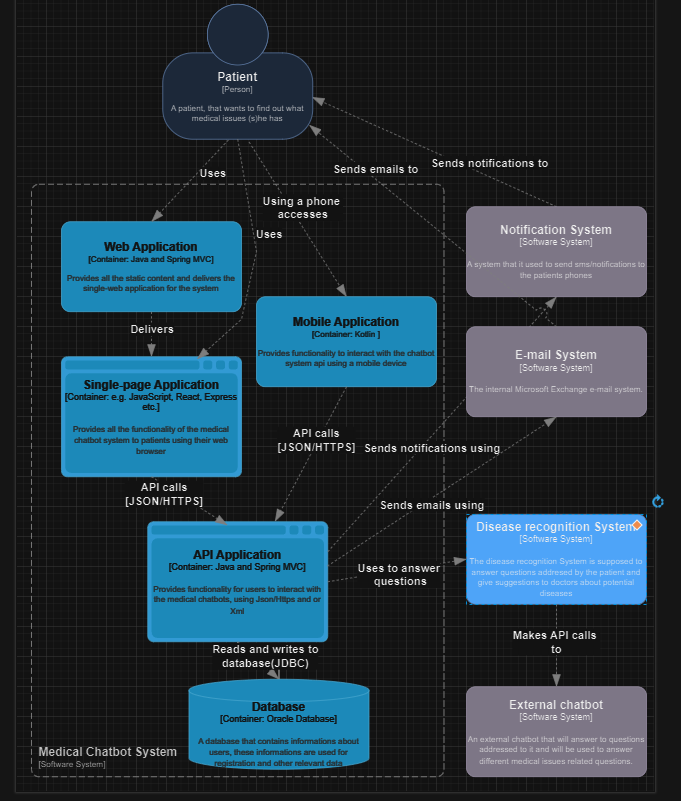 Patient
[Person]
A patient, that wants to find out what
medical issues (s)he has
Sends notifications to
Sends emails to
Uses
Using a phone
accesses
Uses
Web Application
[Container: Java and Spring MVC]
Provides all the static content and delivers the
single-web application for the system
Notification System
[Software System]
A system that it used to send sms/notifications to
the patients phones
Delivers
Mobile Application
[Container: Kotlin ]
Provides functionality to interact with the chatbot
system api using a mobile device
E-mail System
[Software System]
The internal Microsoft Exchange e-mail system.
Single-page Application
[Container: e.g. JavaScript, React, Express
etc.]
Provides all the functionality of the medical
chatbot system to patients using their web
browser
API calls
[JSON/HTTPS]
Sends notifications using
API calls
[JSON/HTTPS]
Sends emails using
API Application
[Container: Java and Spring MVC]
Provides functionality for users to interact with
the medical chatbots, using Json/Https and or
Xml
Uses to answer
questions
Disease recognition System
[Software System]
The disease recognition System is supposed to
answer questions addresed by the patient and
give suggestions to doctors about potential
diseases
Makes API calls
to
Reads and writes to
database(JDBC)
Database
[Container: Oracle Database]
A database that contains informations about
users, these informations are used for
registration and other relevant data
External chatbot
[Software System]
An external chatbot that will answer to questions
addressed to it and will be used to answer
different medical issues related questions.
Medical Chatbot System
[Software System]